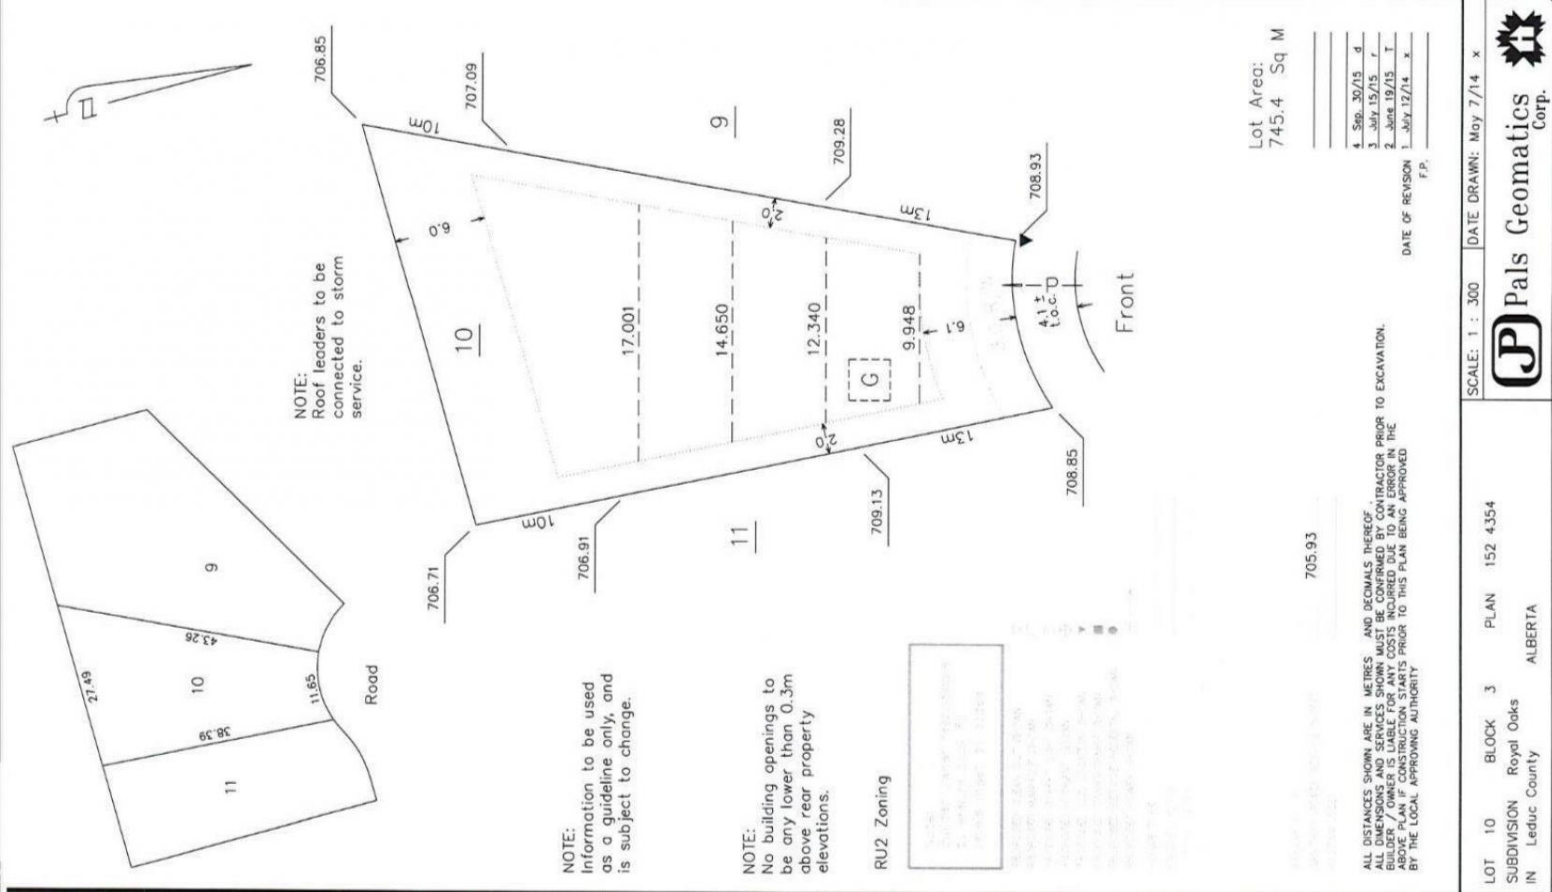 9
10
11
27.49
43.26
38.39
11.65
Road
NOTE:
Roof leaders to be
connected to storm
service.
706.85
10m
707.09
6.0
10
9
17.001
14.650
2.0
709.28
12.340
9.948
G
6.1
13m
708.93
4.1 ±
t.o.c.
Front
706.71
10m
706.91
11
2.0
709.13
13m
708.85
NOTE:
Information to be used
as a guideline only, and
is subject to change.
NOTE:
No building openings to
be any lower than 0.3m
above rear property
elevations.
RU2 Zoning
705.93
Lot Area:
745.4 Sq M
4 Sep. 30/15 d
3 July 15/15 r
2 June 19/15 T
1 July 12/14 x
DATE OF REVISION
F.P.
ALL DISTANCES SHOWN ARE IN METRES AND DECIMALS THEREOF.
ALL DIMENSIONS AND SERVICES SHOWN MUST BE CONFIRMED BY CONTRACTOR PRIOR TO EXCAVATION.
BUILDER / OWNER IS LIABLE FOR ANY COSTS INCURRED DUE TO AN ERROR IN THE
ABOVE PLAN IF CONSTRUCTION STARTS PRIOR TO THIS PLAN BEING APPROVED
BY THE LOCAL APPROVING AUTHORITY
LOT 10 BLOCK 3 PLAN 152 4354
SUBDIVISION Royal Oaks
IN Leduc County ALBERTA
SCALE: 1 : 300 DATE DRAWN: May 7/14 x
Pals Geomatics
Corp.